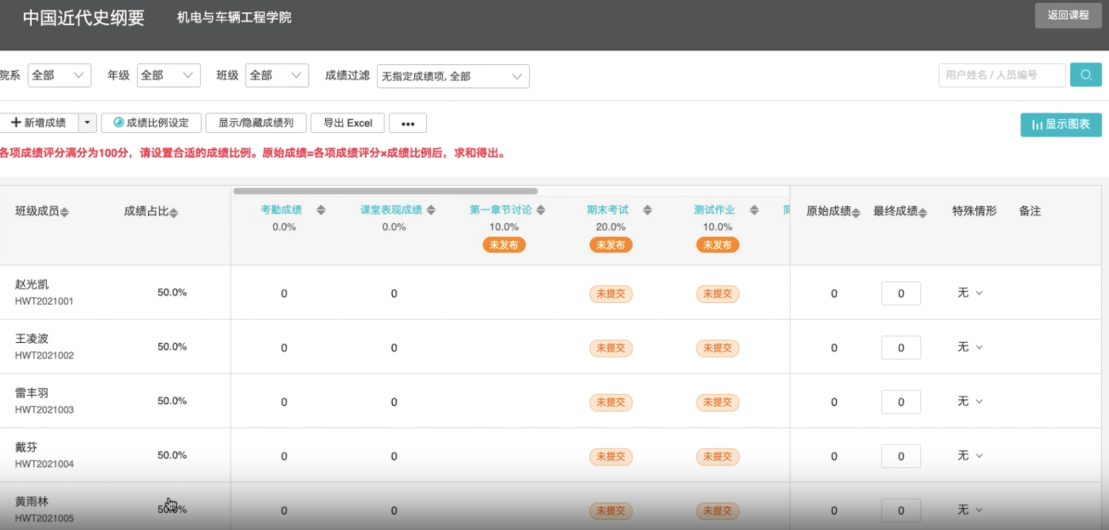 中国近代史纲要 机电与车辆工程学院 返回课程
院系 全部 年级 全部 班级 全部 成绩过滤 无指定成绩项, 全部 用户姓名 / 人员编号
+ 新增成绩 成绩比例设定 显示/隐藏成绩列 导出 Excel ••• 显示图表
各项成绩评分满分为100分，请设置合适的成绩比例。原始成绩=各项成绩评分×成绩比例后，求和得出。
班级成员 成绩占比 考勤成绩 课堂表现成绩 第一章节讨论 期末考试 测试作业 原始成绩 最终成绩 特殊情形 备注
0.0% 0.0% 10.0% 20.0% 10.0%
未发布 未发布 未发布
赵光凯
HWT2021001 50.0% 0 0 未提交 未提交 0 0 无
王凌波
HWT2021002 50.0% 0 0 未提交 未提交 0 0 无
雷丰羽
HWT2021003 50.0% 0 0 未提交 未提交 0 0 无
戴芬
HWT2021004 50.0% 0 0 未提交 未提交 0 0 无
黄雨林
HWT2021005 50.0% 0 0 未提交 未提交 0 0 无